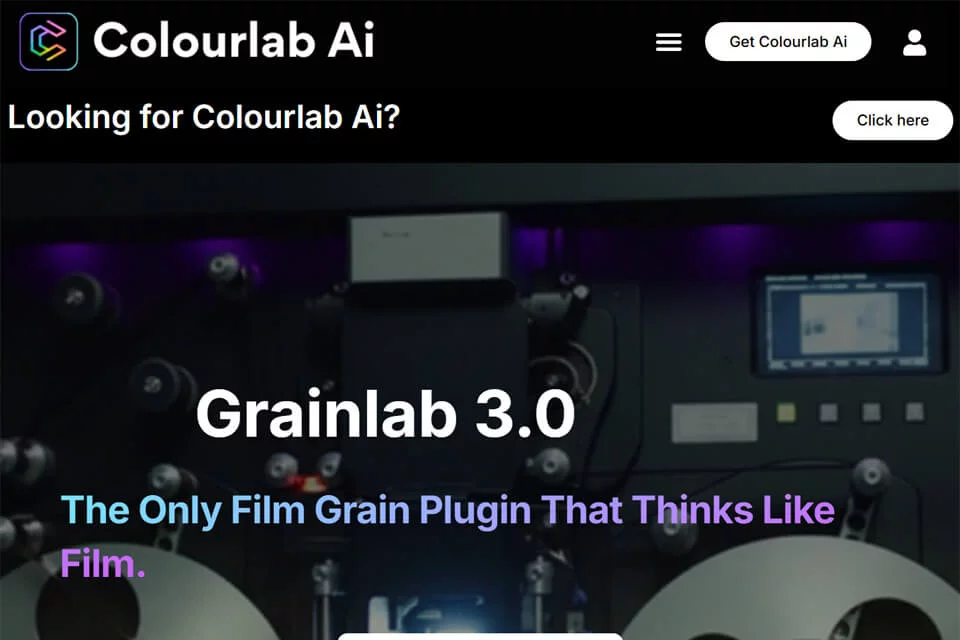 Colourlab Ai
Get Colourlab Ai
Looking for Colourlab Ai?
Click here
Grainlab 3.0
The Only Film Grain Plugin That Thinks Like
Film.